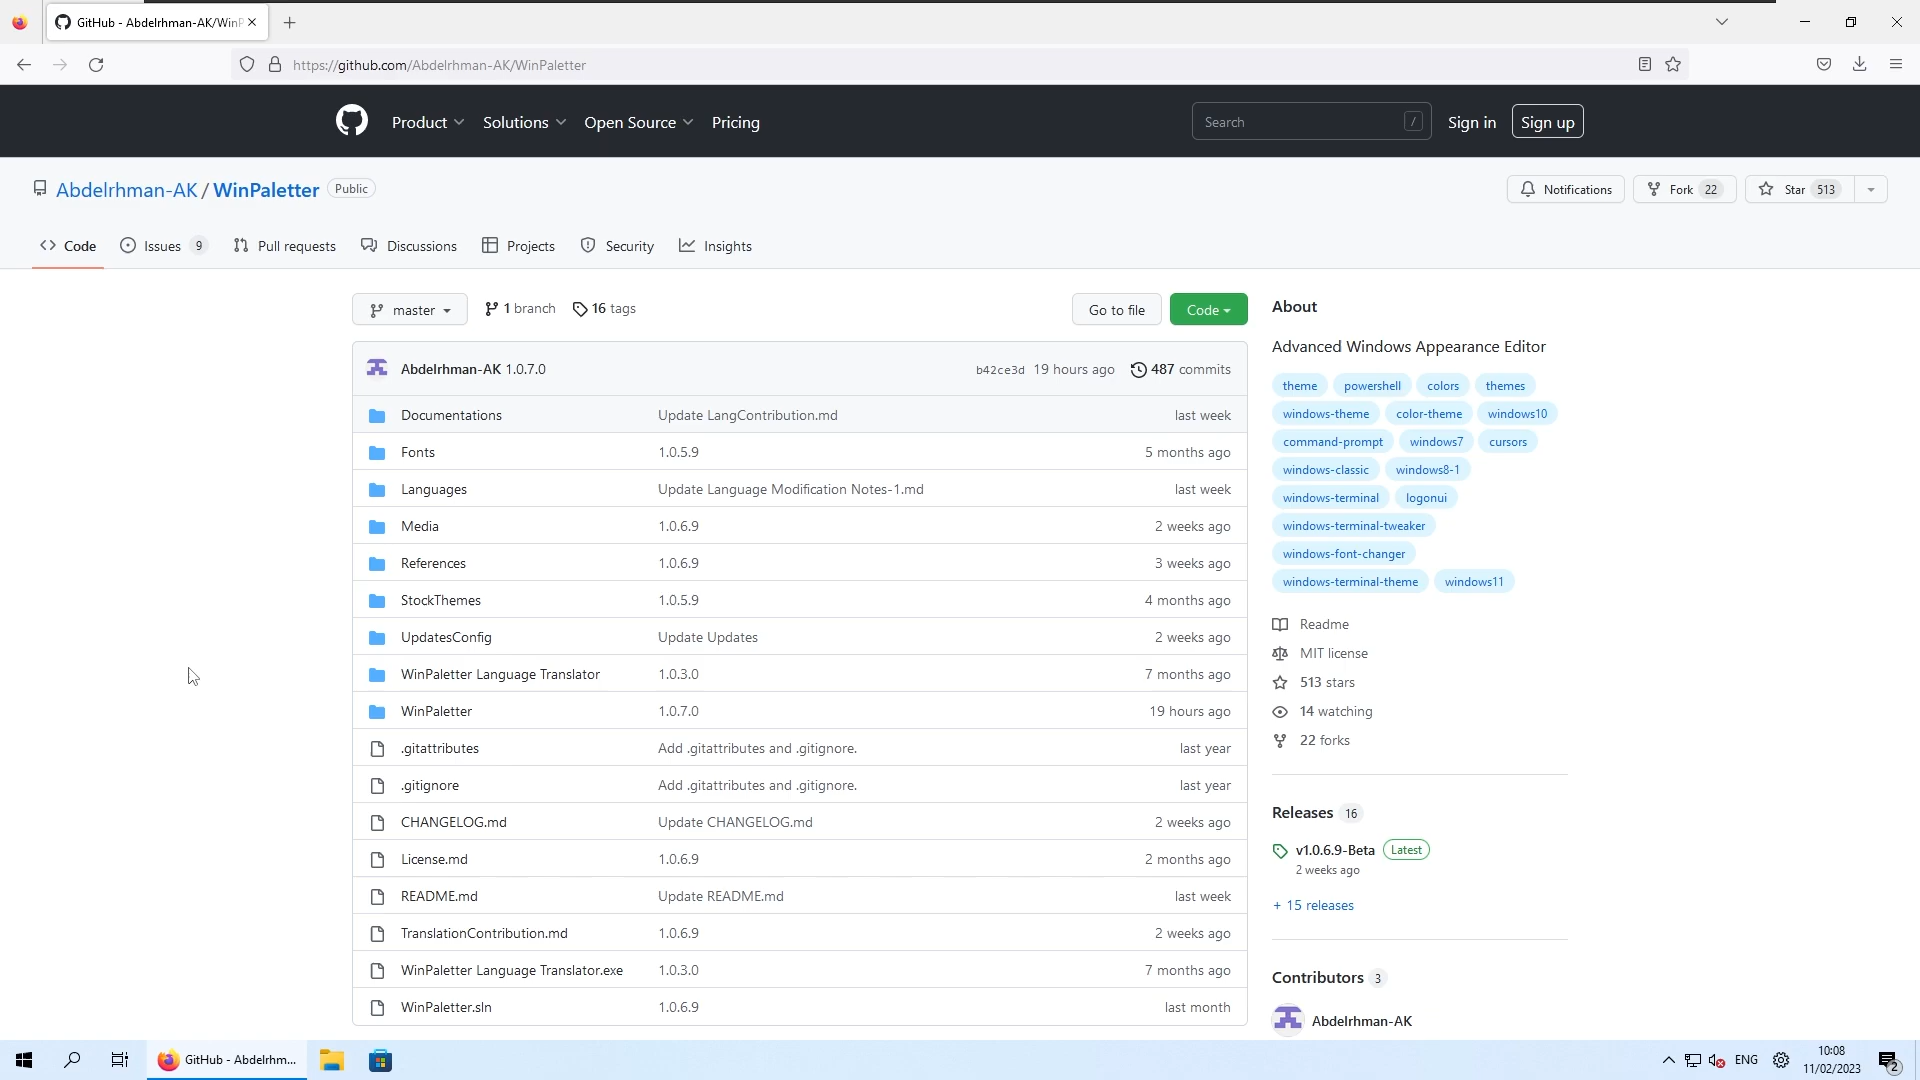 GitHub - Abdelrhman-AK/WinP
https://github.com/Abdelrhman-AK/WinPaletter
Product
Solutions
Open Source
Pricing
Search
/
Sign in
Sign up
Abdelrhman-AK / WinPaletter
Public
Notifications
Fork 22
Star 513
Code
Issues 9
Pull requests
Discussions
Projects
Security
Insights
master
1 branch
16 tags
Go to file
Code
Abdelrhman-AK 1.0.7.0
b42ce3d 19 hours ago
487 commits
Documentations
Update LangContribution.md
last week
Fonts
1.0.5.9
5 months ago
Languages
Update Language Modification Notes-1.md
last week
Media
1.0.6.9
2 weeks ago
References
1.0.6.9
3 weeks ago
StockThemes
1.0.5.9
4 months ago
UpdatesConfig
Update Updates
2 weeks ago
WinPaletter Language Translator
1.0.3.0
7 months ago
WinPaletter
1.0.7.0
19 hours ago
.gitattributes
Add .gitattributes and .gitignore.
last year
.gitignore
Add .gitattributes and .gitignore.
last year
CHANGELOG.md
Update CHANGELOG.md
2 weeks ago
License.md
1.0.6.9
2 months ago
README.md
Update README.md
last week
TranslationContribution.md
1.0.6.9
2 weeks ago
WinPaletter Language Translator.exe
1.0.3.0
7 months ago
WinPaletter.sln
1.0.6.9
last month
About
Advanced Windows Appearance Editor
theme powershell colors themes
windows-theme color-theme windows10
command-prompt windows7 cursors
windows-classic windows8-1
windows-terminal logonui
windows-terminal-tweaker
windows-font-changer
windows-terminal-theme windows11
Readme
MIT license
513 stars
14 watching
22 forks
Releases 16
v1.0.6.9-Beta Latest
2 weeks ago
+ 15 releases
Contributors 3
Abdelrhman-AK
GitHub - Abdelrhm...
ENG
10:08
11/02/2023
2